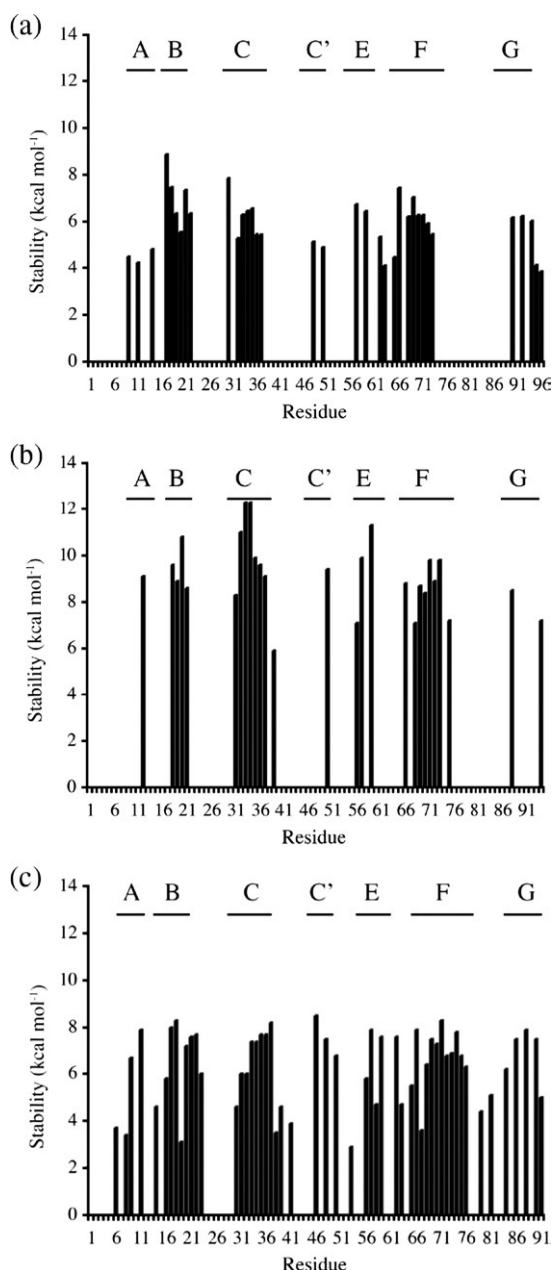 (a)
A B C C' E F G
14
12
10
8
6
4
2
0
Stability (kcal mol-1)
1 6 11 16 21 26 31 36 41 46 51 56 61 66 71 76 81 86 91 96
Residue
(b)
A B C C' E F G
14
12
10
8
6
4
2
0
Stability (kcal mol-1)
1 6 11 16 21 26 31 36 41 46 51 56 61 66 71 76 81 86 91
Residue
(c)
A B C C' E F G
14
12
10
8
6
4
2
0
Stability (kcal mol-1)
1 6 11 16 21 26 31 36 41 46 51 56 61 66 71 76 81 86 91
Residue